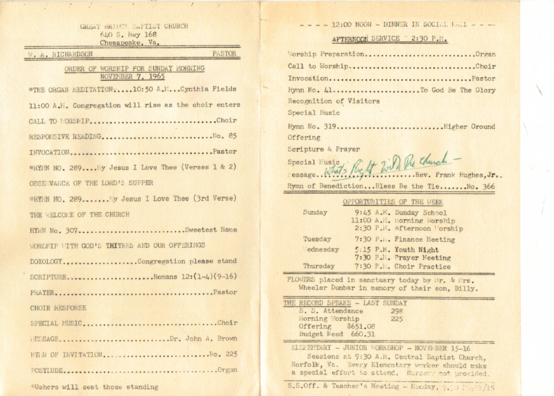 GREAT BRIDGE BAPTIST CHURCH
640 S. Hwy 168
Chesapeake, Va.
W. A. RICHARDSON PASTOR
ORDER OF WORSHIP FOR SUNDAY MORNING
NOVEMBER 7, 1965
*THE ORGAN MEDITATION.....10:50 A.M...Cynthia Fields
11:00 A.M. Congregation will rise as the choir enters
CALL TO WORSHIP...Choir
RESPONSIVE READING...No. 85
INVOCATION...Pastor
*HYMN NO. 289....My Jesus I Love Thee (Verses 1 & 2)
OBSERVANCE OF THE LORD'S SUPPER
*HYMN NO. 289....My Jesus I Love Thee (3rd Verse)
THE WELCOME OF THE CHURCH
HYMN No. 307...Sweetest Name
WORSHIP WITH GOD'S TITHES AND OUR OFFERINGS
DOXOLOGY...Congregation please stand
SCRIPTURE...Romans 12:(1-4)(9-16)
PRAYER...Pastor
CHOIR RESPONSE
SPECIAL MUSIC...Choir
MESSAGE...Dr. John A. Brown
HYMN OF INVITATION...No. 225
POSTLUDE...Organ
*Ushers will seat those standing
- - - - 12:00 NOON - DINNER IN SOCIAL HALL - - - -
AFTERNOON SERVICE - 2:30 P.M.
Worship Preparation...Organ
Call to Worship...Choir
Invocation...Pastor
Hymn No. 41...To God Be The Glory
Recognition of Visitors
Special Music
Hymn No. 319...Higher Ground
Offering
Scripture & Prayer
Special Music
What's Right With the Church -
Message...Rev. Frank Hughes, Jr.
Hymn of Benediction...Bless Be the Tie.......No. 366
OPPORTUNITIES OF THE WEEK
Sunday 9:45 A.M. Sunday School
11:00 A.M. Morning Worship
2:30 P.M. Afternoon Worship
Tuesday 7:30 P.M. Finance Meeting
Wednesday 5:15 P.M. Youth Night
7:30 P.M. Prayer Meeting
Thursday 7:30 P.M. Choir Practice
FLOWERS placed in sanctuary today by Mr. & Mrs.
Wheeler Dunbar in memory of their son, Billy.
THE RECORD SPEAKS - LAST SUNDAY
S. S. Attendance 298
Morning Worship 225
Offering $651.08
Budget Need 660.31
ELEMENTARY - JUNIOR WORKSHOP - NOVEMBER 15-16
Sessions at 9:30 A.M. Central Baptist Church,
Norfolk, Va. Every Elementary worker should make
a special effort to attend. Nursery not provided.
S.S.Off. & Teacher's Meeting - Monday,